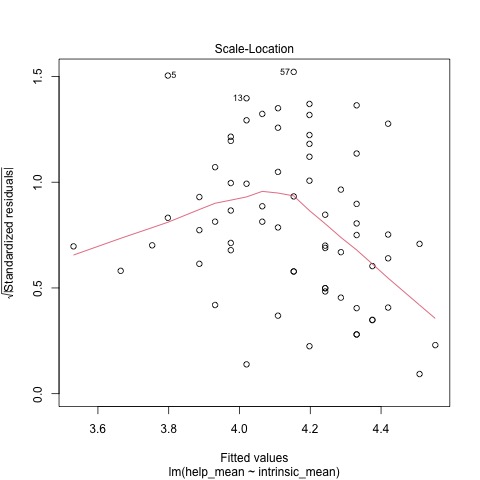 Scale-Location
√|Standardized residuals|
1.5
1.0
0.5
0.0
5
57
13
3.6 3.8 4.0 4.2 4.4
Fitted values
lm(help_mean ~ intrinsic_mean)